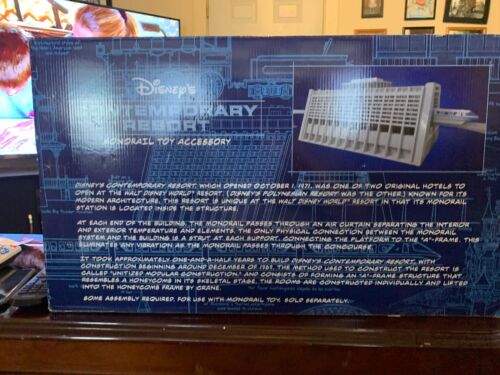 Disney's
CONTEMPORARY
RESORT
MONORAIL TOY ACCESSORY
DISNEY'S CONTEMPORARY RESORT, WHICH OPENED OCTOBER 1, 1971, WAS ONE OF TWO ORIGINAL HOTELS TO
OPEN AT THE WALT DISNEY WORLD® RESORT. (DISNEY'S POLYNESIAN RESORT WAS THE OTHER.) KNOWN FOR ITS
MODERN ARCHITECTURE, THIS RESORT IS UNIQUE AT THE WALT DISNEY WORLD® RESORT IN THAT ITS MONORAIL
STATION IS LOCATED INSIDE THE STRUCTURE.
AT EACH END OF THE BUILDING, THE MONORAIL PASSES THROUGH AN AIR CURTAIN SEPARATING THE INTERIOR
AND EXTERIOR TEMPERATURE AND ELEMENTS. THE ONLY PHYSICAL CONNECTION BETWEEN THE MONORAIL
SYSTEM AND THE BUILDING IS A STRUT AT EACH SUPPORT, CONNECTING THE PLATFORM TO THE "A"-FRAME. THIS
ELIMINATES ANY VIBRATION AS THE MONORAIL PASSES THROUGH THE CONCOURSE.
IT TOOK APPROXIMATELY ONE-AND-A-HALF YEARS TO BUILD DISNEY'S CONTEMPORARY RESORT, WITH
CONSTRUCTION BEGINNING AROUND DECEMBER OF 1969. THE METHOD USED TO CONSTRUCT THE RESORT IS
CALLED "UNITIZED MODULAR CONSTRUCTION", AND CONSISTS OF FORMING AN "A"-FRAME STRUCTURE THAT
RESEMBLES A HONEYCOMB IN ITS SKELETAL STAGE. THE ROOMS ARE CONSTRUCTED INDIVIDUALLY AND LIFTED
INTO THE HONEYCOMB FRAME BY CRANE.
SOME ASSEMBLY REQUIRED. FOR USE WITH MONORAIL TOY, SOLD SEPARATELY.